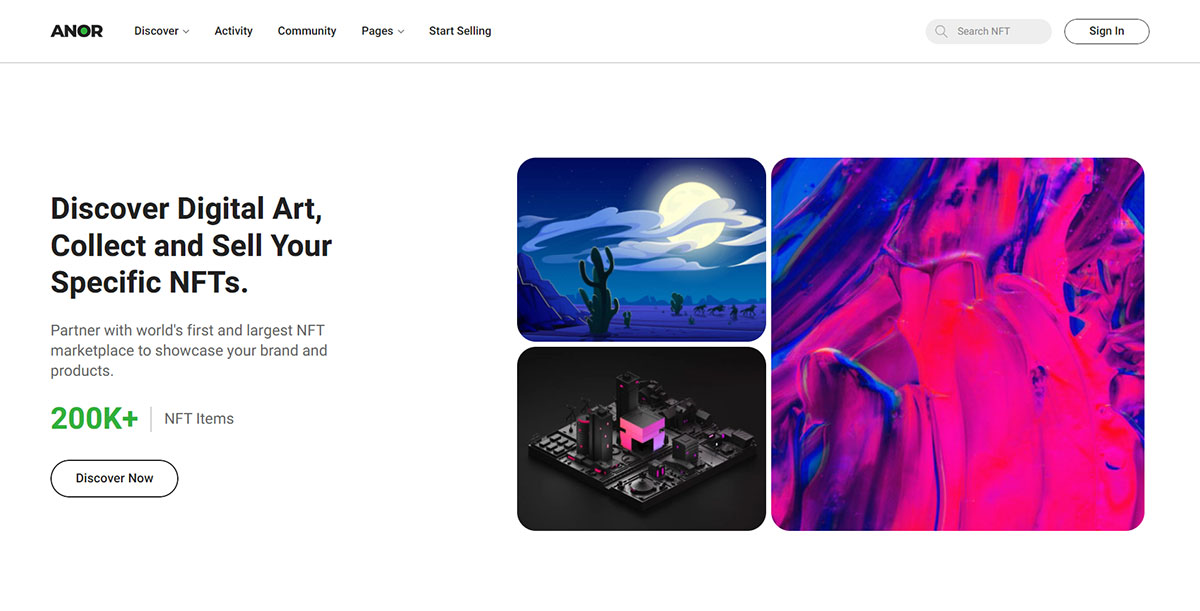 ANOR
Discover
Activity
Community
Pages
Start Selling
Search NFT
Sign In
Discover Digital Art,
Collect and Sell Your
Specific NFTs.
Partner with world's first and largest NFT
marketplace to showcase your brand and
products.
200K+
NFT Items
Discover Now